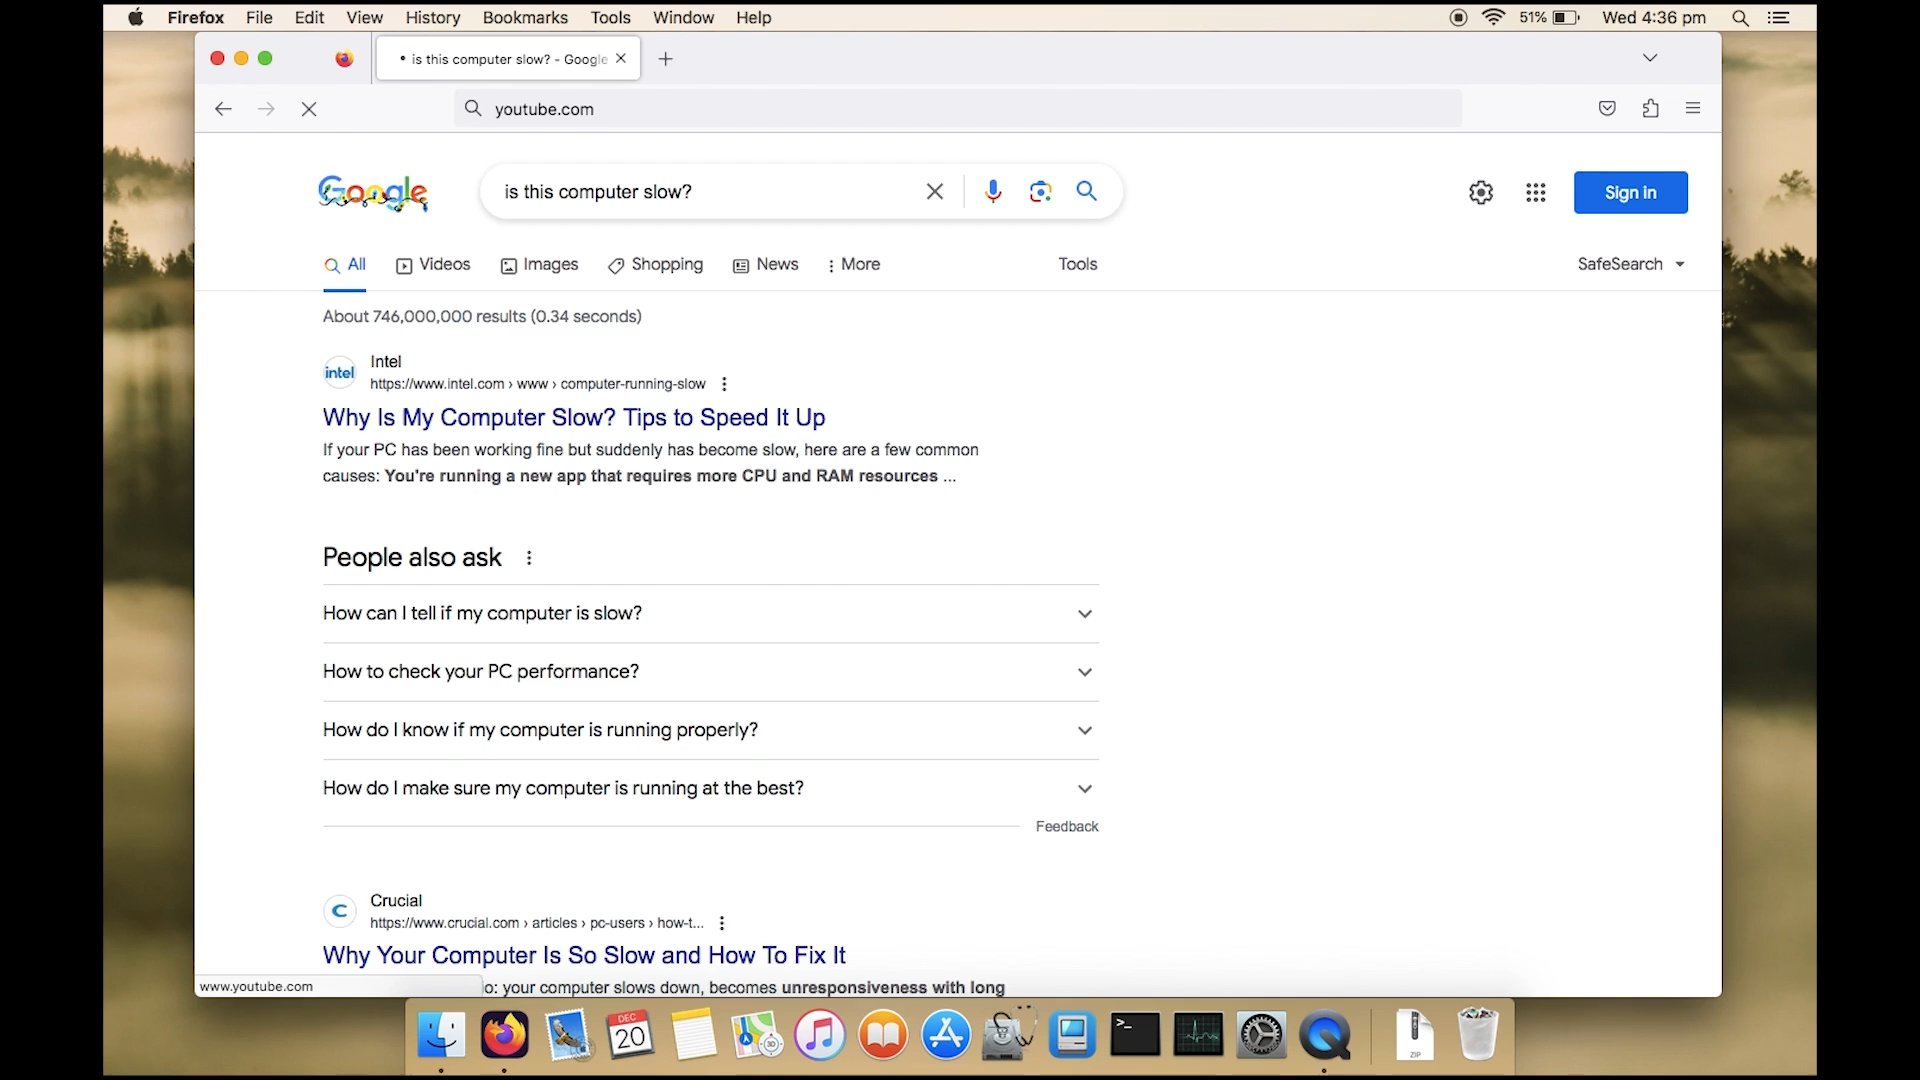 Firefox File Edit View History Bookmarks Tools Window Help 51% Wed 4:36 pm
is this computer slow? - Google
youtube.com
Google is this computer slow? Sign in
All Videos Images Shopping News More Tools SafeSearch
About 746,000,000 results (0.34 seconds)
intel Intel
https://www.intel.com › www › computer-running-slow
Why Is My Computer Slow? Tips to Speed It Up
If your PC has been working fine but suddenly has become slow, here are a few common
causes: You're running a new app that requires more CPU and RAM resources ...
People also ask
How can I tell if my computer is slow?
How to check your PC performance?
How do I know if my computer is running properly?
How do I make sure my computer is running at the best?
Feedback
C Crucial
https://www.crucial.com › articles › pc-users › how-t...
Why Your Computer Is So Slow and How To Fix It
www.youtube.com
o: your computer slows down, becomes unresponsiveness with long
DEC
20
3D
>_
ZIP